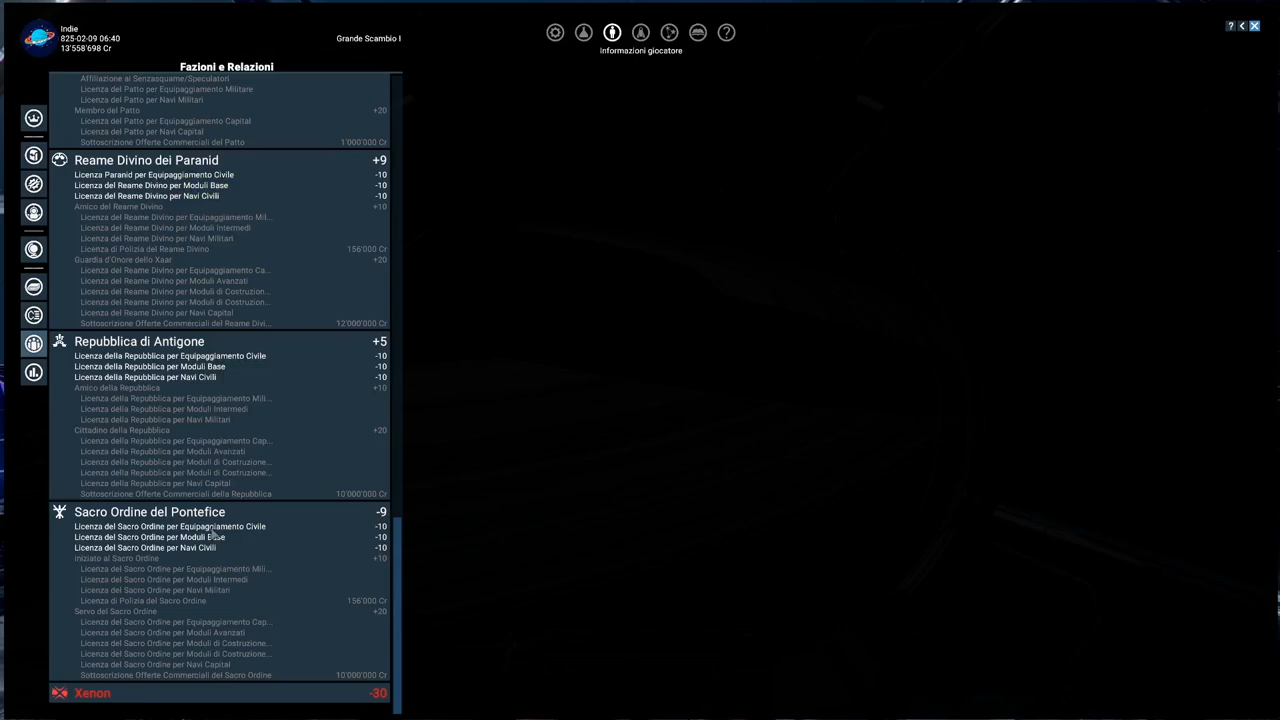 Indie
825-02-09 06:40
13'558'698 Cr
Grande Scambio I
Informazioni giocatore
? < X
Fazioni e Relazioni
Affiliazione ai Senzasquame/Speculatori
Licenza del Patto per Equipaggiamento Militare
Licenza del Patto per Navi Militari
Membro del Patto +20
Licenza del Patto per Equipaggiamento Capital
Licenza del Patto per Navi Capital
Sottoscrizione Offerte Commerciali del Patto 1'000'000 Cr
Reame Divino dei Paranid +9
Licenza Paranid per Equipaggiamento Civile -10
Licenza del Reame Divino per Moduli Base -10
Licenza del Reame Divino per Navi Civili -10
Amico del Reame Divino +10
Licenza del Reame Divino per Equipaggiamento Mil...
Licenza del Reame Divino per Moduli Intermedi
Licenza del Reame Divino per Navi Militari
Licenza di Polizia del Reame Divino 156'000 Cr
Guardia d'Onore dello Xaar +20
Licenza del Reame Divino per Equipaggiamento Ca...
Licenza del Reame Divino per Moduli Avanzati
Licenza del Reame Divino per Moduli di Costruzion...
Licenza del Reame Divino per Moduli di Costruzion...
Licenza del Reame Divino per Navi Capital
Sottoscrizione Offerte Commerciali del Reame Divi... 12'000'000 Cr
Repubblica di Antigone +5
Licenza della Repubblica per Equipaggiamento Civile -10
Licenza della Repubblica per Moduli Base -10
Licenza della Repubblica per Navi Civili -10
Amico della Repubblica +10
Licenza della Repubblica per Equipaggiamento Mili...
Licenza della Repubblica per Moduli Intermedi
Licenza della Repubblica per Navi Militari
Cittadino della Repubblica +20
Licenza della Repubblica per Equipaggiamento Cap...
Licenza della Repubblica per Moduli Avanzati
Licenza della Repubblica per Moduli di Costruzione...
Licenza della Repubblica per Moduli di Costruzione...
Licenza della Repubblica per Navi Capital
Sottoscrizione Offerte Commerciali della Repubblica 10'000'000 Cr
Sacro Ordine del Pontefice -9
Licenza del Sacro Ordine per Equipaggiamento Civile -10
Licenza del Sacro Ordine per Moduli Base -10
Licenza del Sacro Ordine per Navi Civili -10
Iniziato al Sacro Ordine +10
Licenza del Sacro Ordine per Equipaggiamento Mili...
Licenza del Sacro Ordine per Moduli Intermedi
Licenza del Sacro Ordine per Navi Militari
Licenza di Polizia del Sacro Ordine 156'000 Cr
Servo del Sacro Ordine +20
Licenza del Sacro Ordine per Equipaggiamento Cap...
Licenza del Sacro Ordine per Moduli Avanzati
Licenza del Sacro Ordine per Moduli di Costruzione...
Licenza del Sacro Ordine per Moduli di Costruzione...
Licenza del Sacro Ordine per Navi Capital
Sottoscrizione Offerte Commerciali del Sacro Ordine 10'000'000 Cr
Xenon -30